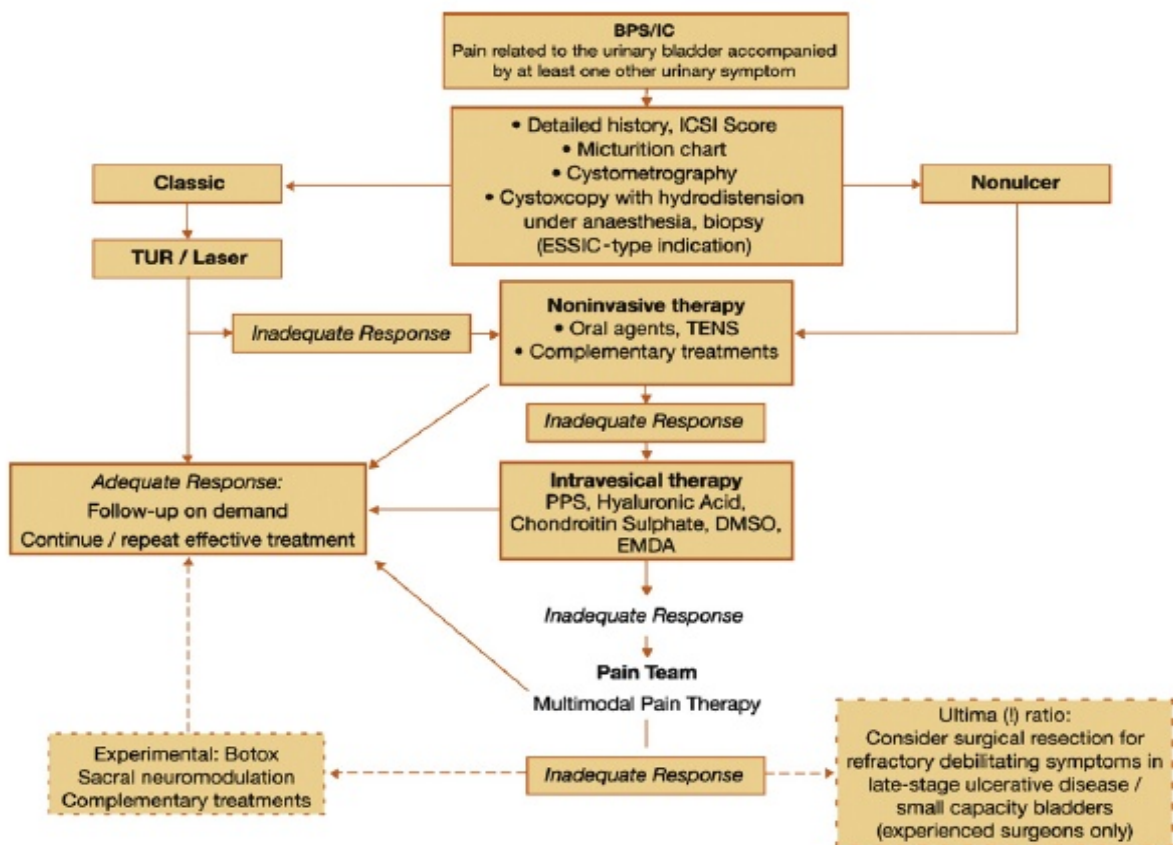 BPS/IC
Pain related to the urinary bladder accompanied
by at least one other urinary symptom
• Detailed history, ICSI Score
• Micturition chart
• Cystometrography
• Cystoxcopy with hydrodistension
under anaesthesia, biopsy
(ESSIC-type indication)
Classic
Nonulcer
TUR / Laser
Noninvasive therapy
• Oral agents, TENS
• Complementary treatments
Inadequate Response
Inadequate Response
Adequate Response:
Follow-up on demand
Continue / repeat effective treatment
Intravesical therapy
PPS, Hyaluronic Acid,
Chondroitin Sulphate, DMSO,
EMDA
Inadequate Response
Pain Team
Multimodal Pain Therapy
Experimental: Botox
Sacral neuromodulation
Complementary treatments
Inadequate Response
Ultima (!) ratio:
Consider surgical resection for
refractory debilitating symptoms in
late-stage ulcerative disease /
small capacity bladders
(experienced surgeons only)